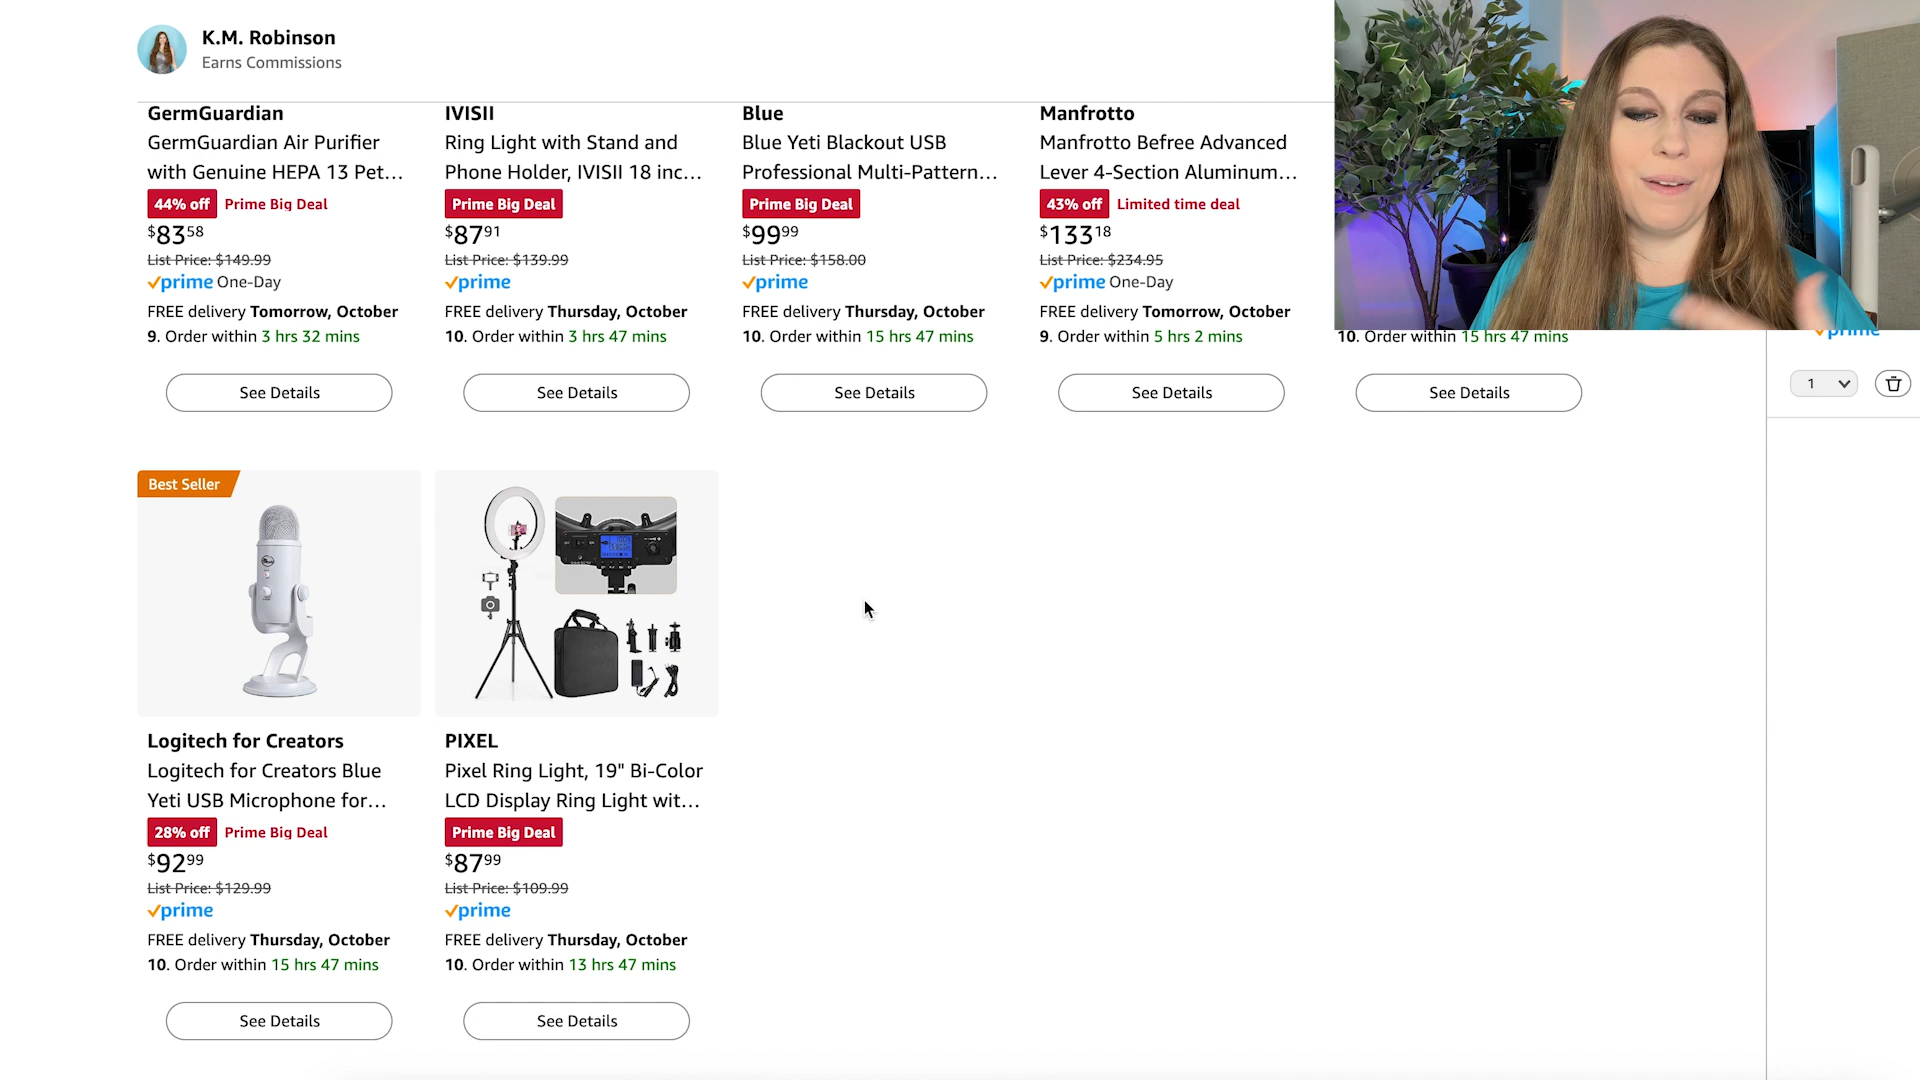 K.M. Robinson
Earns Commissions
GermGuardian
GermGuardian Air Purifier
with Genuine HEPA 13 Pet...
44% off Prime Big Deal
$83.58
List Price: $149.99
prime One-Day
FREE delivery Tomorrow, October
9. Order within 3 hrs 32 mins
See Details
IVISII
Ring Light with Stand and
Phone Holder, IVISII 18 inc...
Prime Big Deal
$87.91
List Price: $139.99
prime
FREE delivery Thursday, October
10. Order within 3 hrs 47 mins
See Details
Blue
Blue Yeti Blackout USB
Professional Multi-Pattern...
Prime Big Deal
$99.99
List Price: $158.00
prime
FREE delivery Thursday, October
10. Order within 15 hrs 47 mins
See Details
Manfrotto
Manfrotto Befree Advanced
Lever 4-Section Aluminum...
43% off Limited time deal
$133.18
List Price: $234.95
prime One-Day
FREE delivery Tomorrow, October
9. Order within 5 hrs 2 mins
See Details
10. Order within 15 hrs 47 mins
See Details
prime
1
Best Seller
Logitech for Creators
Logitech for Creators Blue
Yeti USB Microphone for...
28% off Prime Big Deal
$92.99
List Price: $129.99
prime
FREE delivery Thursday, October
10. Order within 15 hrs 47 mins
See Details
PIXEL
Pixel Ring Light, 19" Bi-Color
LCD Display Ring Light wit...
Prime Big Deal
$87.99
List Price: $109.99
prime
FREE delivery Thursday, October
10. Order within 13 hrs 47 mins
See Details